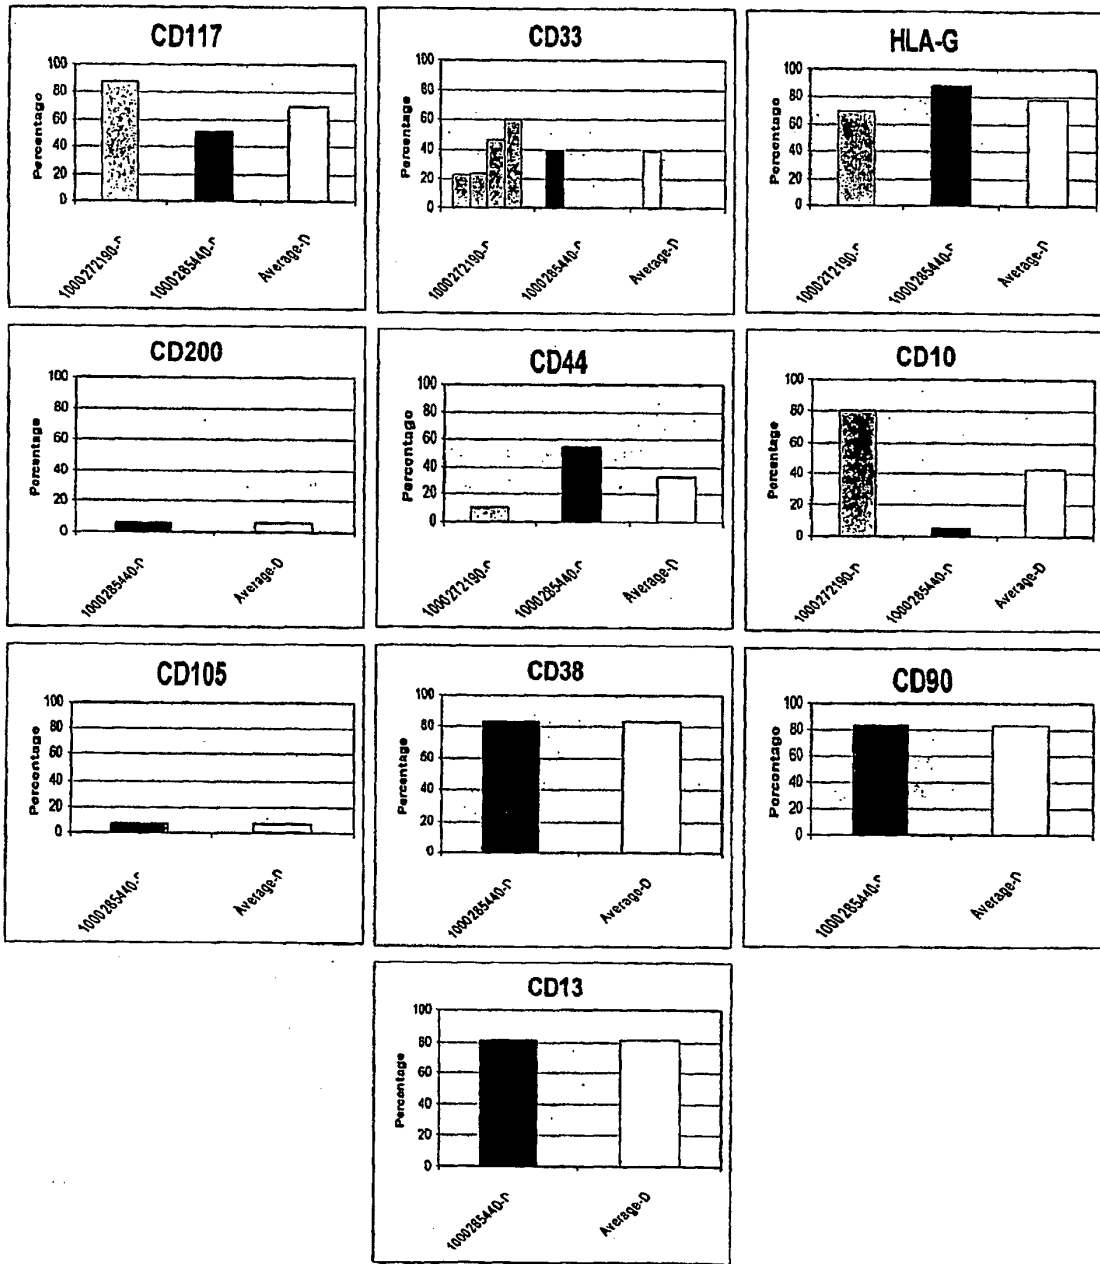 CD117
Percentage
100
80
60
40
20
0
1000272190-D
1000285440-D
Average-D
CD33
Percentage
100
80
60
40
20
0
1000272190-D
1000285440-D
Average-D
HLA-G
Percentage
100
80
60
40
20
0
1000272190-D
1000285440-D
Average-D
CD200
Percentage
100
80
60
40
20
0
1000285440-D
Average-D
CD44
Percentage
100
80
60
40
20
0
1000272190-D
1000285440-D
Average-D
CD10
Percentage
100
80
60
40
20
0
1000272190-D
1000285440-D
Average-D
CD105
Percentage
100
80
60
40
20
0
1000285440-D
Average-D
CD38
Percentage
100
80
60
40
20
0
1000285440-D
Average-D
CD90
Percentage
100
80
60
40
20
0
1000285440-D
Average-D
CD13
Percentage
100
80
60
40
20
0
1000285440-D
Average-D